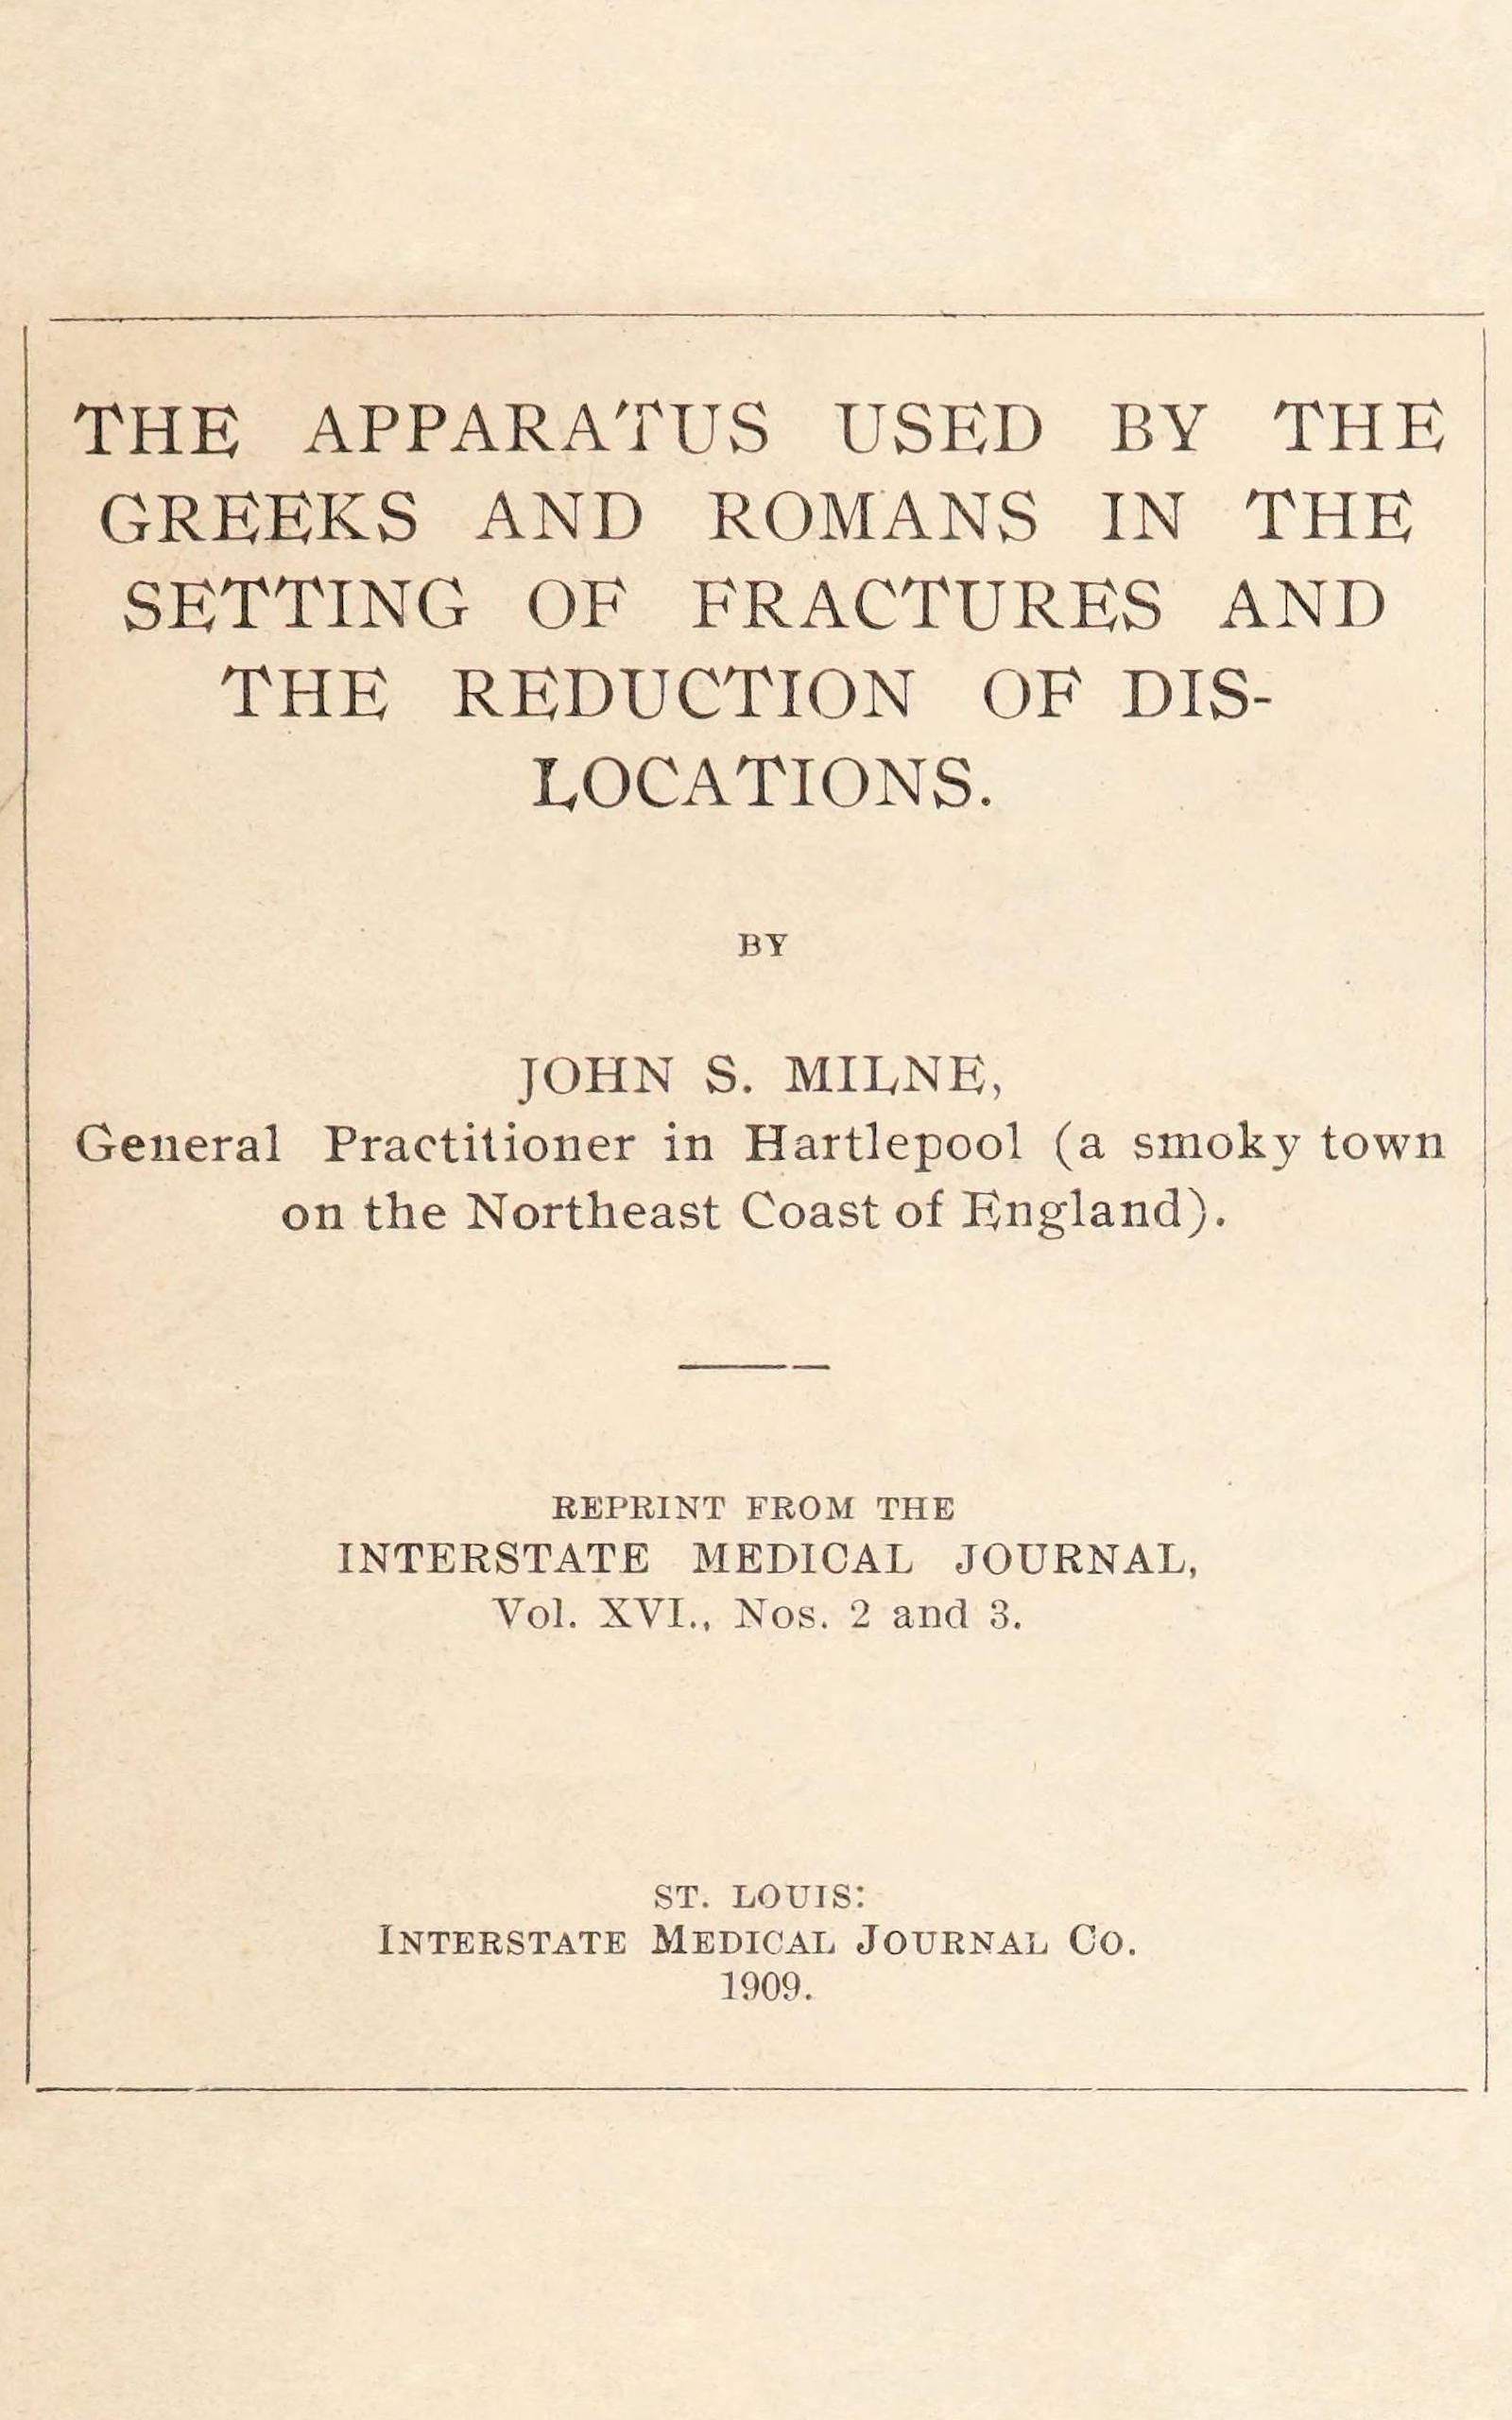 THE APPARATUS USED BY THE
GREEKS AND ROMANS IN THE
SETTING OF FRACTURES AND
THE REDUCTION OF DIS-
LOCATIONS.
BY
JOHN S. MILNE,
General Practitioner in Hartlepool (a smoky town
on the Northeast Coast of England).
REPRINT FROM THE
INTERSTATE MEDICAL JOURNAL,
Vol. XVI., Nos. 2 and 3.
ST. LOUIS:
INTERSTATE MEDICAL JOURNAL CO.
1909.